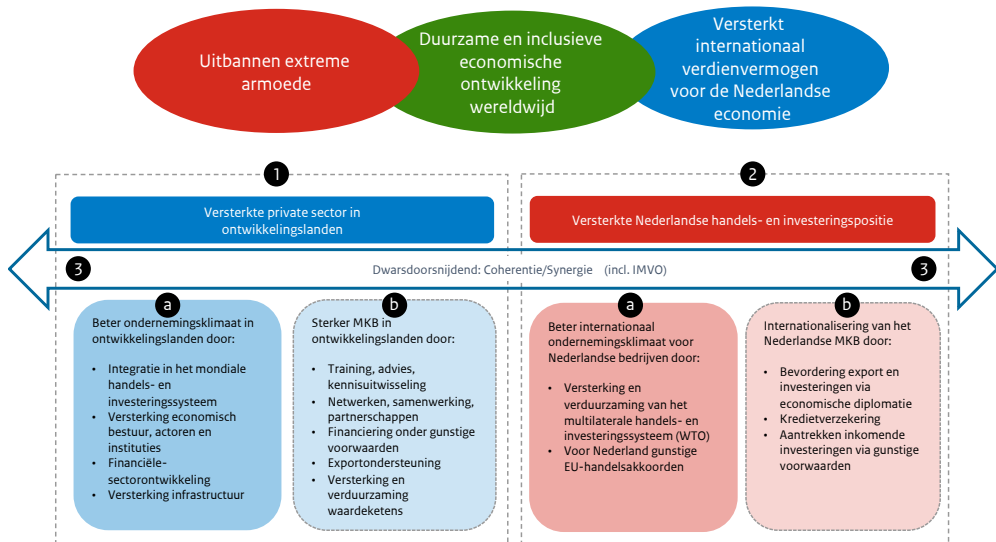 Uitbannen extreme
armoede
Duurzame en inclusieve
economische
ontwikkeling
wereldwijd
Versterkt
internationaal
verdienvermogen
voor de Nederlandse
economie
1
2
Versterkte private sector in
ontwikkelingslanden
Versterkte Nederlandse handels- en investeringspositie
3
Dwarsdoorsnijdend: Coherentie/Synergie (incl. IMVO)
3
a
Beter ondernemingsklimaat in
ontwikkelingslanden door:
• Integratie in het mondiale
handels- en
investeringssysteem
• Versterking economisch
bestuur, actoren en
instituties
• Financiële-
sectorontwikkeling
• Versterking infrastructuur
b
Sterker MKB in
ontwikkelingslanden door:
• Training, advies,
kennisuitwisseling
• Netwerken, samenwerking,
partnerschappen
• Financiering onder gunstige
voorwaarden
• Exportondersteuning
• Versterking en
verduurzaming
waardeketens
a
Beter internationaal
ondernemingsklimaat voor
Nederlandse bedrijven door:
• Versterking en
verduurzaming van het
multilaterale handels- en
investeringssysteem (WTO)
• Voor Nederland gunstige
EU-handelsakkoorden
b
Internationalisering van het
Nederlandse MKB door:
• Bevordering export en
investeringen via
economische diplomatie
• Kredietverzekering
• Aantrekken inkomende
investeringen via gunstige
voorwaarden